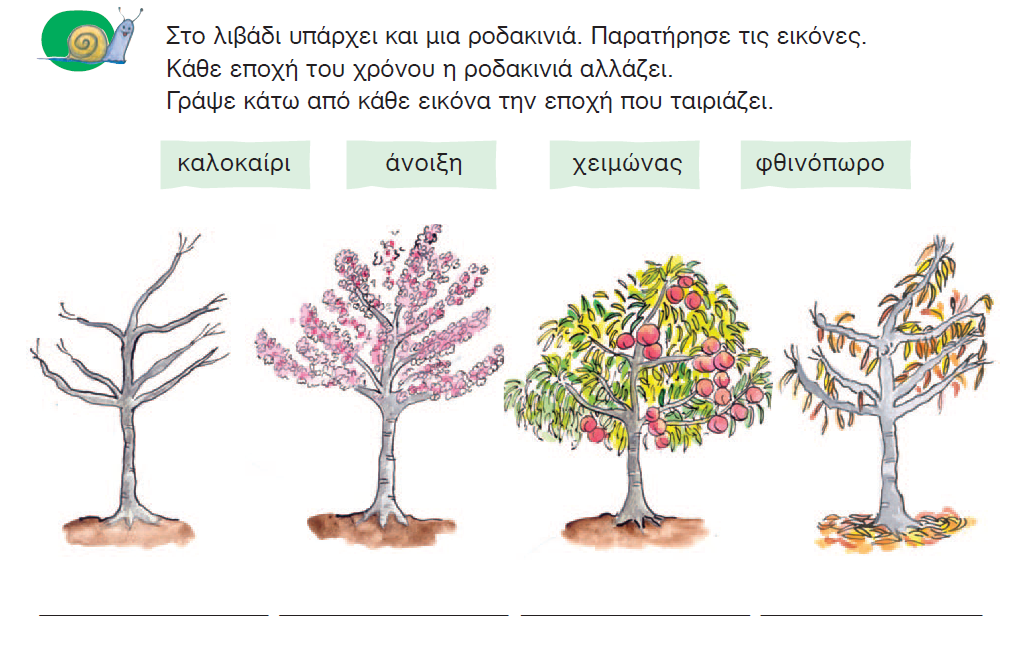 Στο λιβάδι υπάρχει και μια ροδακινιά. Παρατήρησε τις εικόνες.
Κάθε εποχή του χρόνου η ροδακινιά αλλάζει.
Γράψε κάτω από κάθε εικόνα την εποχή που ταιριάζει.
καλοκαίρι άνοιξη χειμώνας φθινόπωρο